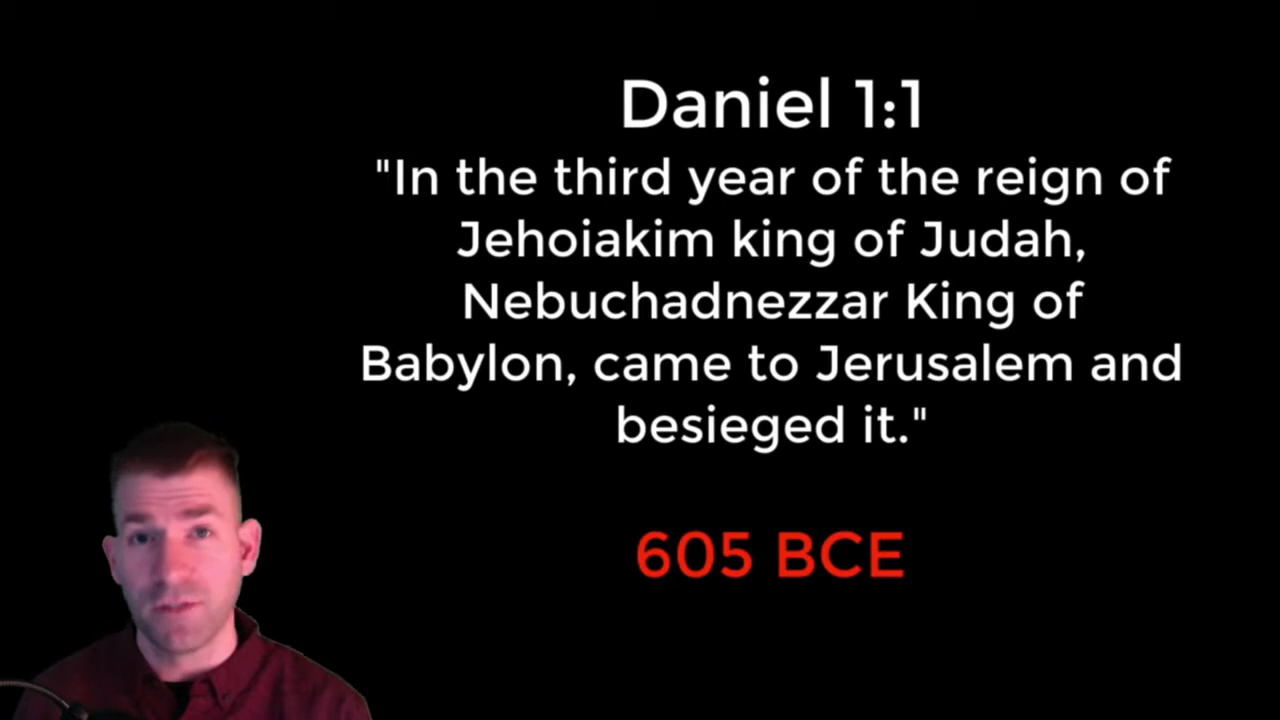 Daniel 1:1
"In the third year of the reign of
Jehoiakim king of Judah,
Nebuchadnezzar King of
Babylon, came to Jerusalem and
besieged it."
605 BCE